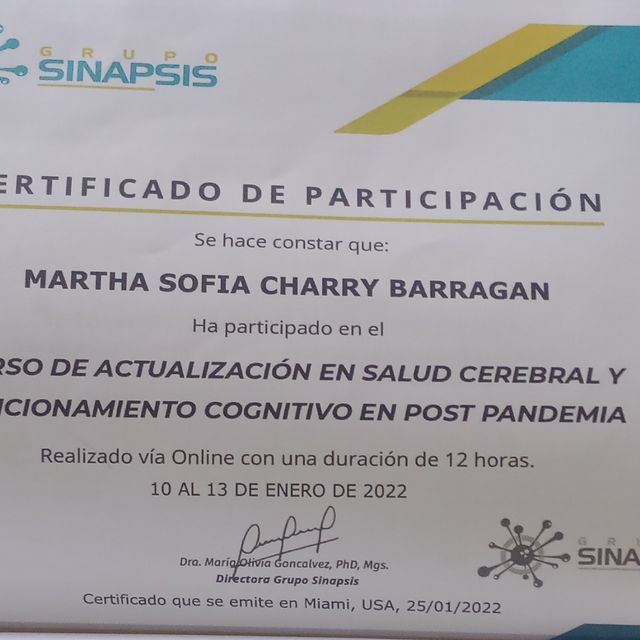 GRUPO
SINAPSIS
ERTIFICADO DE PARTICIPACIÓN
Se hace constar que:
MARTHA SOFIA CHARRY BARRAGAN
Ha participado en el
RSO DE ACTUALIZACIÓN EN SALUD CEREBRAL Y
NCIONAMIENTO COGNITIVO EN POST PANDEMIA
Realizado vía Online con una duración de 12 horas.
10 AL 13 DE ENERO DE 2022
Dra. María Olivia Goncalvez, PhD, Mgs.
Directora Grupo Sinapsis
GRU
SINA
Certificado que se emite en Miami, USA, 25/01/2022